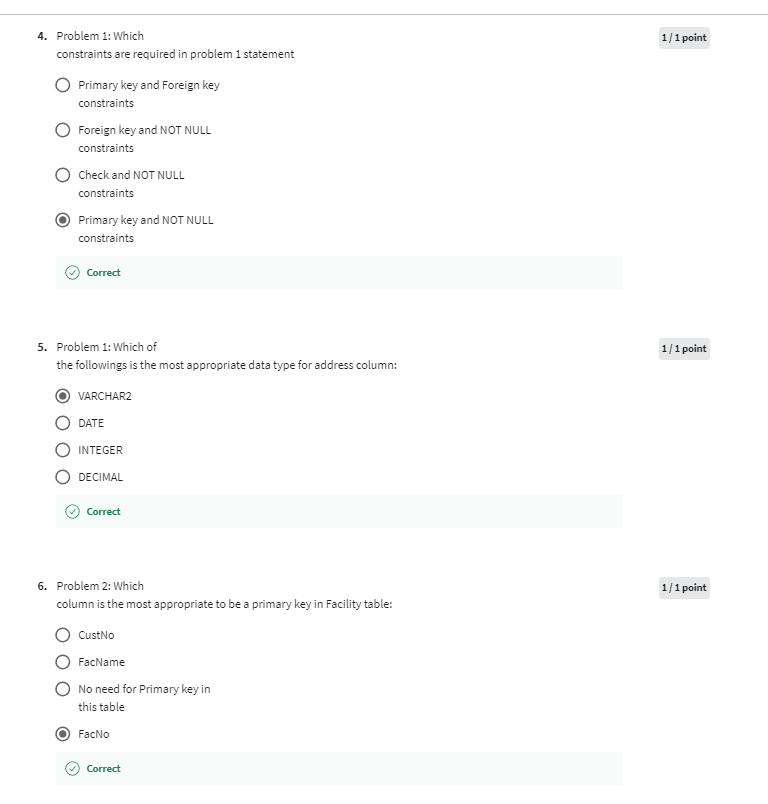 4. Problem 1: Which
1 / 1 point
constraints are required in problem 1 statement
Primary key and Foreign key
constraints
Foreign key and NOT NULL
constraints
Check and NOT NULL
constraints
Primary key and NOT NULL
constraints
Correct
5. Problem 1: Which of
1 / 1 point
the followings is the most appropriate data type for address column:
VARCHAR2
DATE
INTEGER
DECIMAL
Correct
6. Problem 2: Which
1 / 1 point
column is the most appropriate to be a primary key in Facility table:
CustNo
FacName
No need for Primary key in
this table
FacNo
Correct